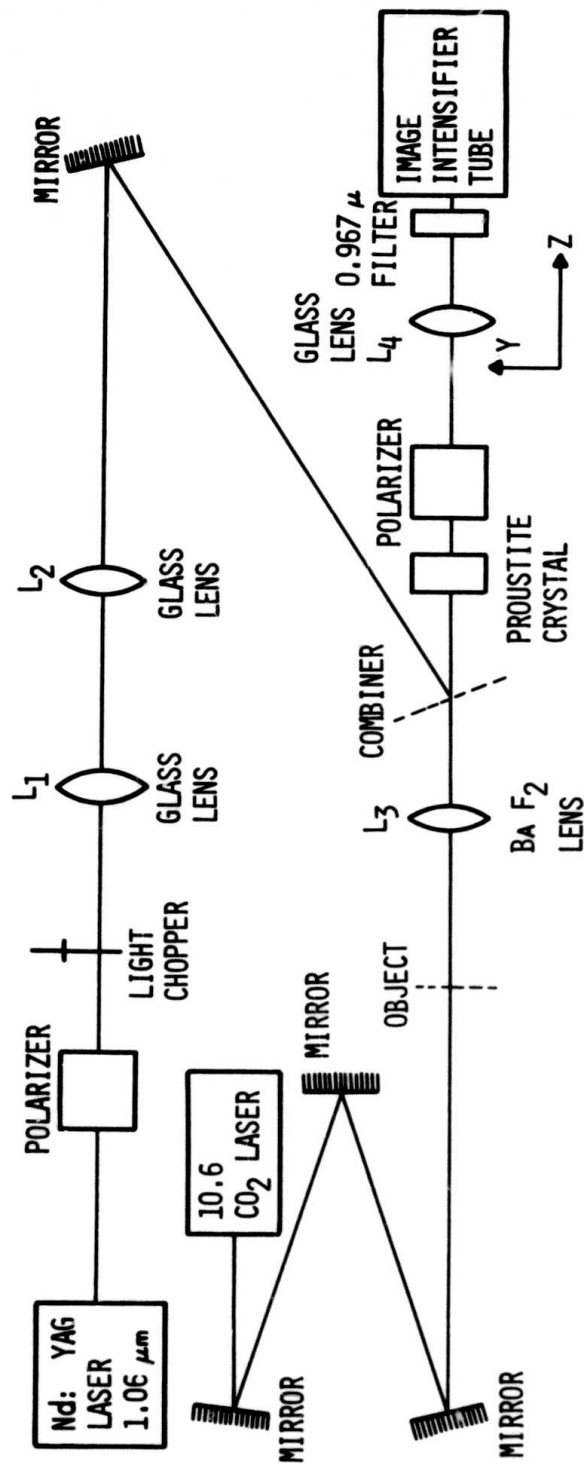 Nd: YAG
LASER
1.06 µm
POLARIZER
LIGHT
CHOPPER
L1
GLASS
LENS
L2
GLASS
LENS
MIRROR
10.6
CO2 LASER
MIRROR
MIRROR
MIRROR
OBJECT
L3
BA F2
LENS
COMBINER
PROUSTITE
CRYSTAL
POLARIZER
GLASS
LENS
L4
0.967 µ
FILTER
IMAGE
INTENSIFIER
TUBE
Y
Z